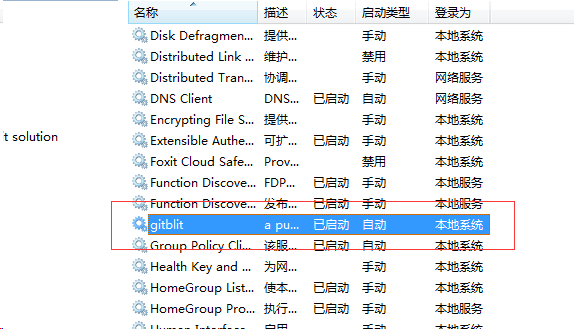 名称 描述 状态 启动类型 登录为
Disk Defragmen... 提供... 手动 本地系统
Distributed Link ... 维护... 禁用 本地系统
Distributed Tran... 协调... 手动 网络服务
t solution
DNS Client DNS... 已启动 自动 网络服务
Encrypting File S... 提供... 手动 本地系统
Extensible Authe... 可扩... 已启动 手动 本地系统
Foxit Cloud Safe... Prov... 禁用 本地系统
Function Discove... FDP... 已启动 手动 本地服务
Function Discove... 发布... 已启动 手动 本地服务
gitblit a pu... 已启动 自动 本地系统
Group Policy Cli... 该服... 已启动 自动 本地系统
Health Key and ... 为网... 手动 本地系统
HomeGroup List... 使本... 已启动 手动 本地系统
HomeGroup Pro... 执行... 已启动 手动 本地服务